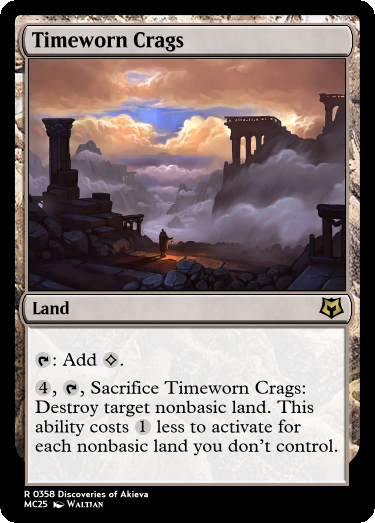 Timeworn Crags
Land
: Add .
4, , Sacrifice Timeworn Crags:
Destroy target nonbasic land. This
ability costs 1 less to activate for
each nonbasic land you don't control.
R 0358 Discoveries of Akieva
MC25 Waltian